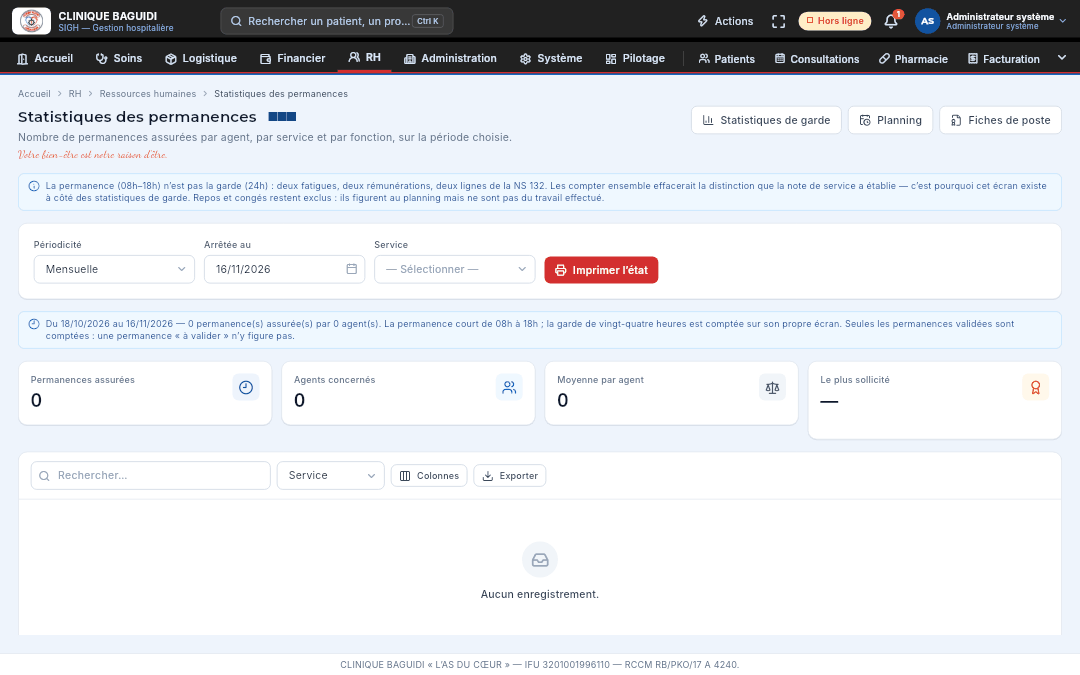 CLINIQUE BAGUIDI
SIGH — Gestion hospitalière
Rechercher un patient, un pro... Ctrl K
Actions
Hors ligne
1
AS
Administrateur système
Administrateur système
Accueil Soins Logistique Financier RH Administration Système Pilotage Patients Consultations Pharmacie Facturation
Accueil > RH > Ressources humaines > Statistiques des permanences
Statistiques des permanences
Nombre de permanences assurées par agent, par service et par fonction, sur la période choisie.
Votre bien-être est notre raison d'être.
Statistiques de garde Planning Fiches de poste
La permanence (08h–18h) n'est pas la garde (24h) : deux fatigues, deux rémunérations, deux lignes de la NS 132. Les compter ensemble effacerait la distinction que la note de service a établie — c'est pourquoi cet écran existe
à côté des statistiques de garde. Repos et congés restent exclus : ils figurent au planning mais ne sont pas du travail effectué.
Périodicité Arrêtée au Service
Mensuelle 16/11/2026 — Sélectionner — Imprimer l'état
Du 18/10/2026 au 16/11/2026 — 0 permanence(s) assurée(s) par 0 agent(s). La permanence court de 08h à 18h ; la garde de vingt-quatre heures est comptée sur son propre écran. Seules les permanences validées sont
comptées : une permanence « à valider » n'y figure pas.
Permanences assurées
0
Agents concernés
0
Moyenne par agent
0
Le plus sollicité
—
Rechercher... Service Colonnes Exporter
Aucun enregistrement.
CLINIQUE BAGUIDI « L'AS DU CŒUR » — IFU 3201001996110 — RCCM RB/PKO/17 A 4240.